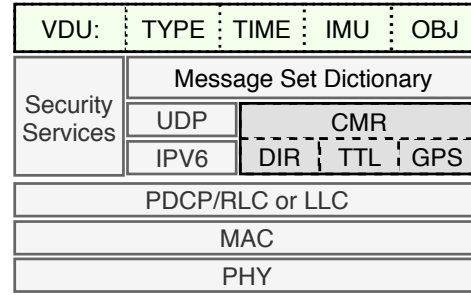 VDU: TYPE TIME IMU OBJ
Message Set Dictionary
Security Services
UDP CMR
IPV6 DIR TTL GPS
PDCP/RLC or LLC
MAC
PHY